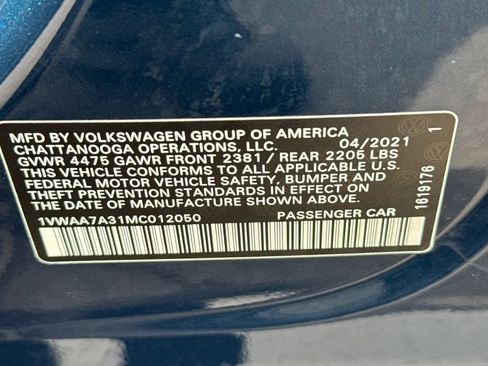 MFD BY VOLKSWAGEN GROUP OF AMERICA
CHATTANOOGA OPERATIONS, LLC. 04/2021
GVWR 4475 GAWR FRONT 2381 / REAR 2205 LBS
THIS VEHICLE CONFORMS TO ALL APPLICABLE U.S.
FEDERAL MOTOR VEHICLE SAFETY, BUMPER AND
THEFT PREVENTION STANDARDS IN EFFECT ON
THE DATE OF MANUFACTURE SHOWN ABOVE.
1VWAA7A31MC012050 PASSENGER CAR
1619176 1